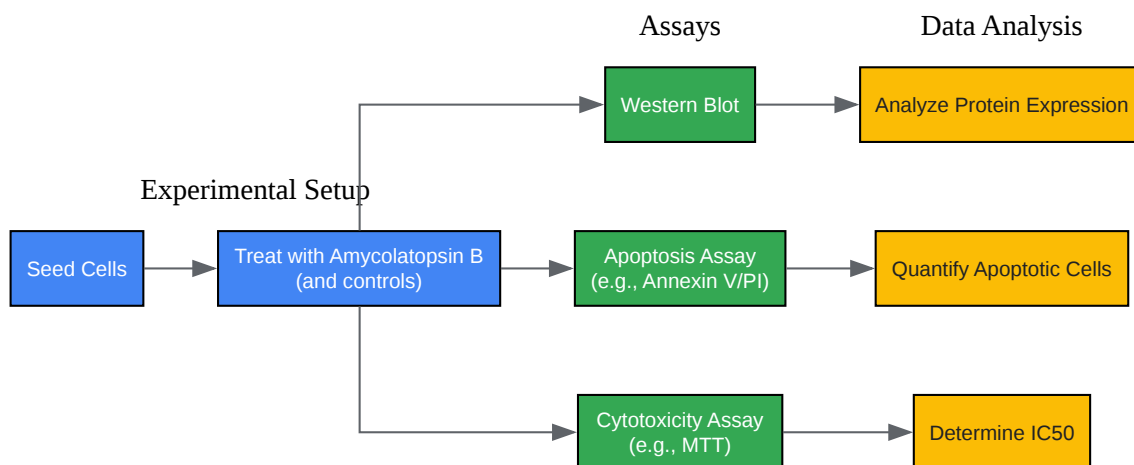 Assays
Data Analysis
Western Blot
Analyze Protein Expression
Experimental Setup
Seed Cells
Treat with Amycolatopsin B
(and controls)
Apoptosis Assay
(e.g., Annexin V/PI)
Quantify Apoptotic Cells
Cytotoxicity Assay
(e.g., MTT)
Determine IC50